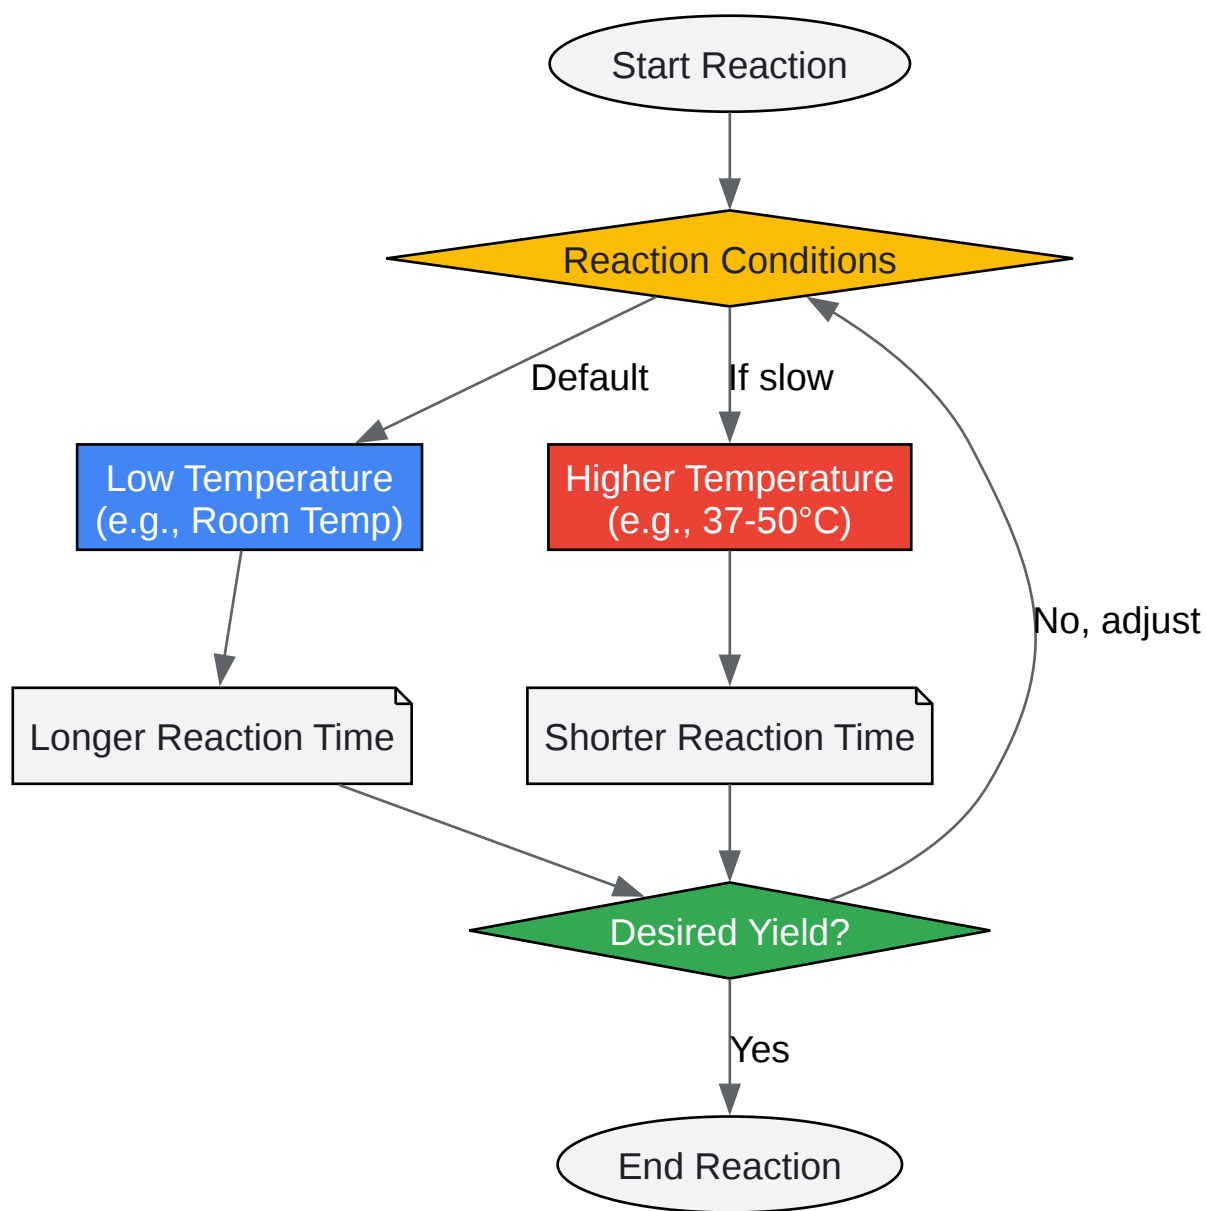 Start Reaction
Reaction Conditions
Default
If slow
Low Temperature
(e.g., Room Temp)
Higher Temperature
(e.g., 37-50°C)
No, adjust
Longer Reaction Time
Shorter Reaction Time
Desired Yield?
Yes
End Reaction